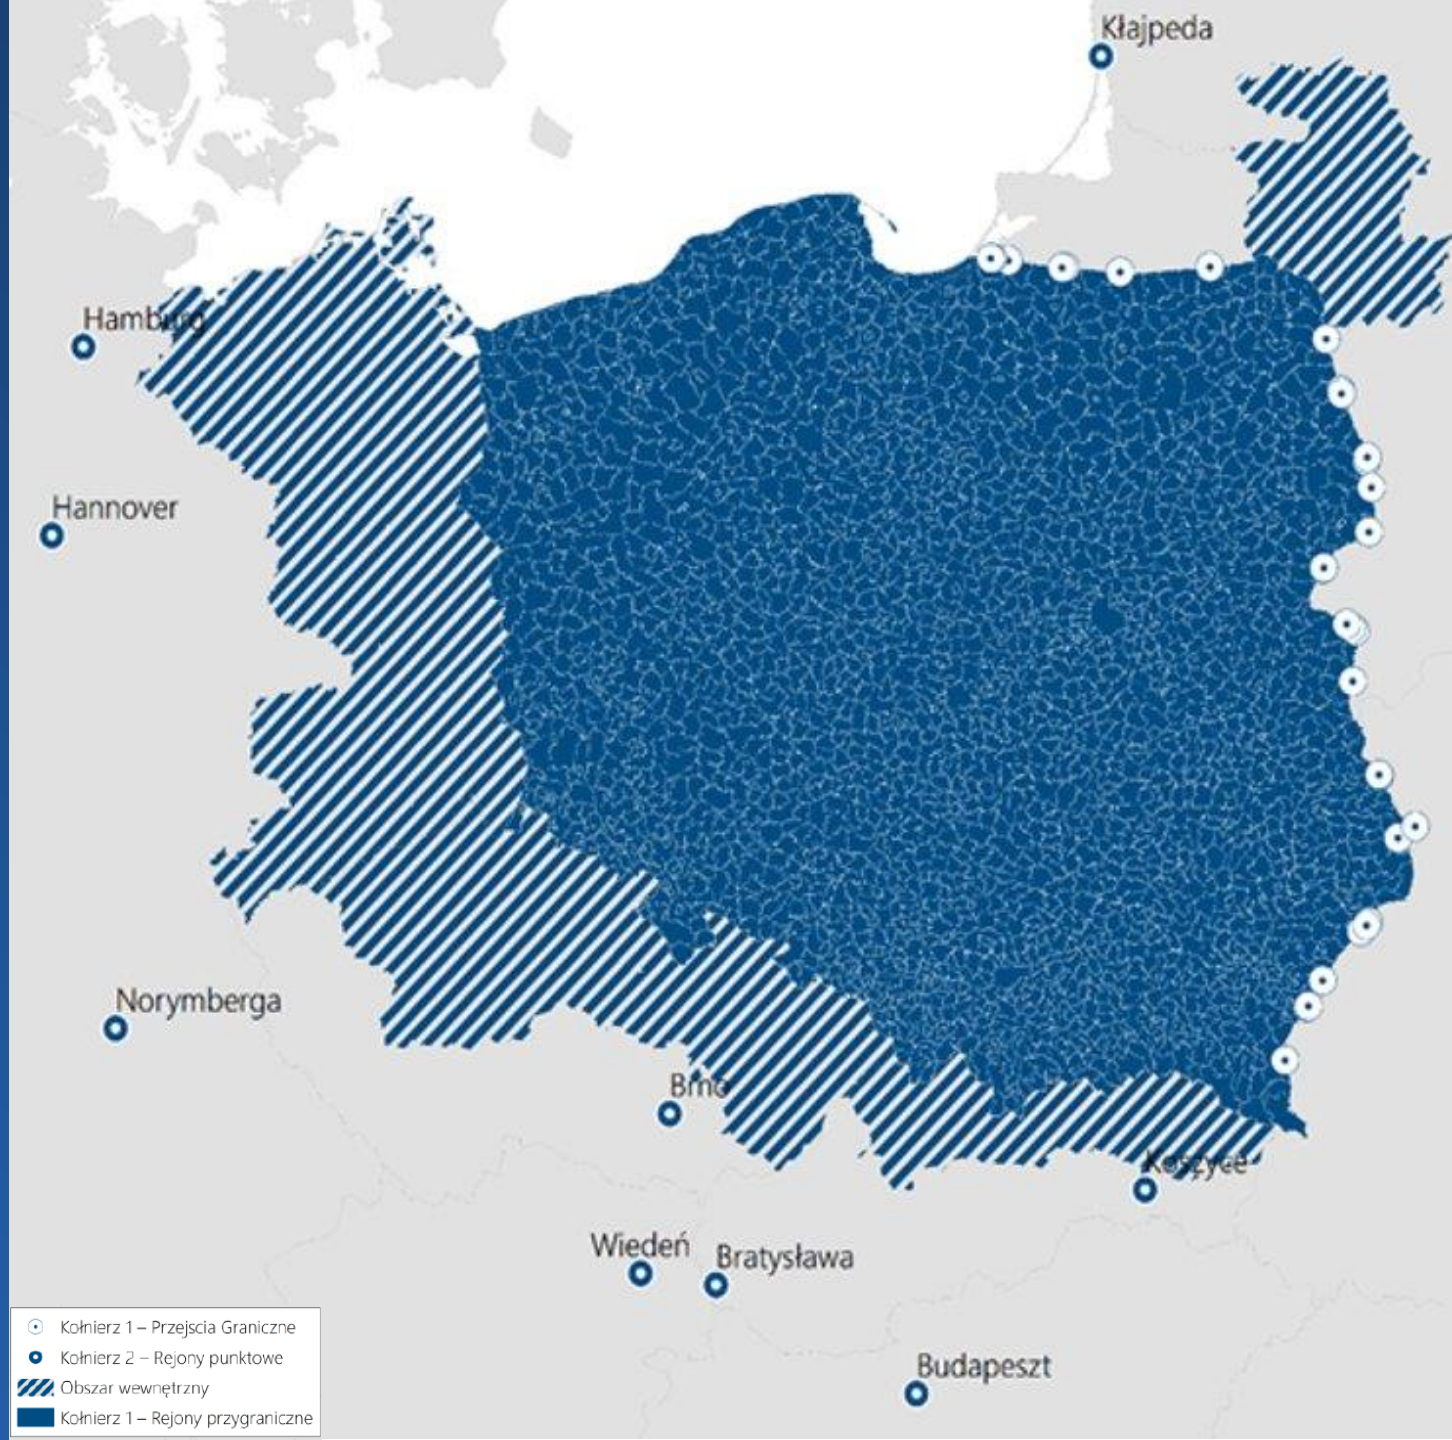 Kłajpeda
Hamburg
Hannover
Norymberga
Brno
Koszyce
Wiedeń
Bratysława
Budapeszt
Kołnierz 1 – Przejscia Graniczne
Kołnierz 2 – Rejony punktowe
Obszar wewnętrzny
Kołnierz 1 – Rejony przygraniczne